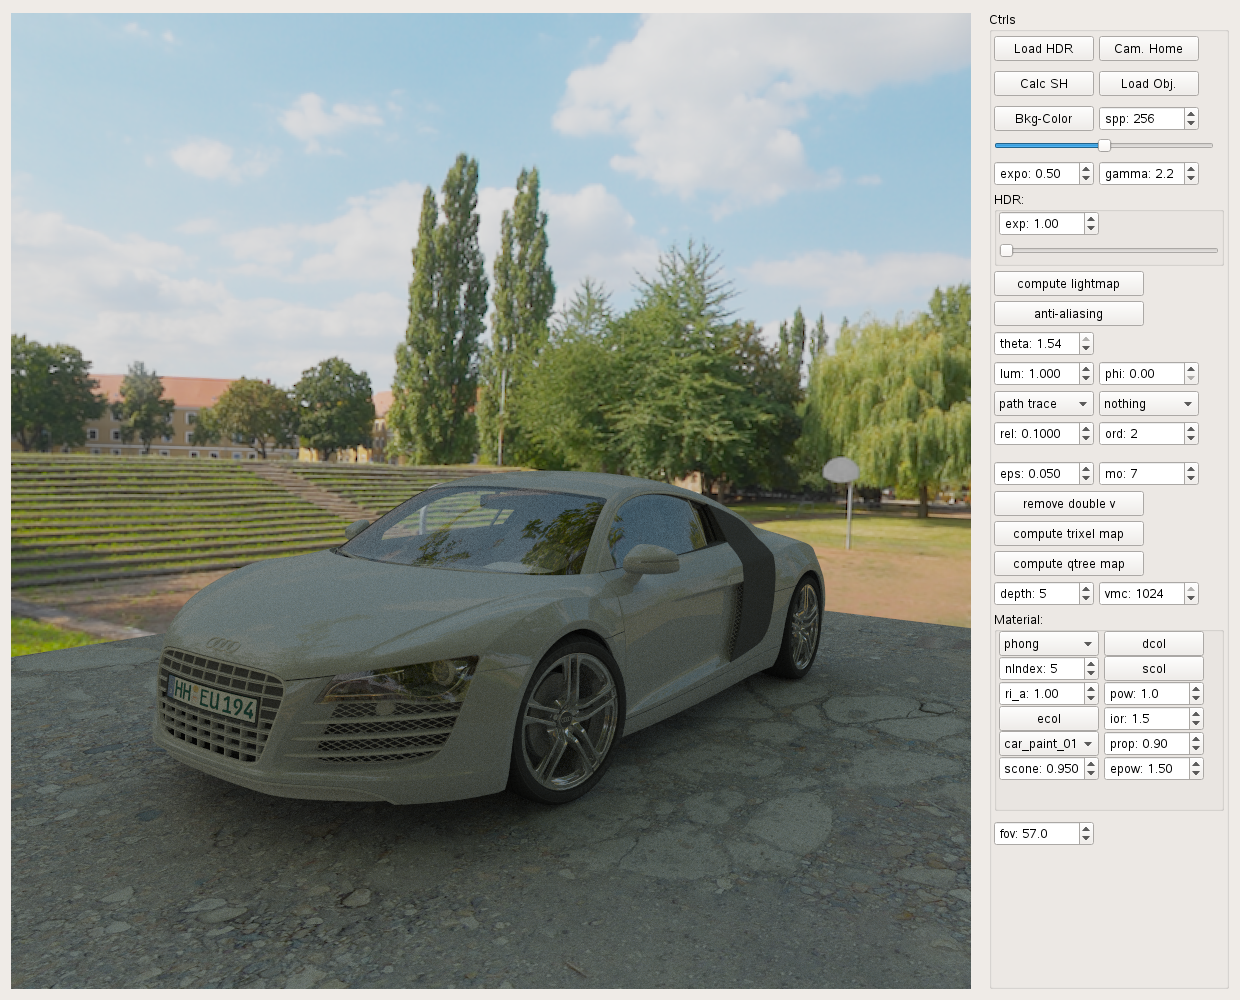 Ctrls
Load HDR Cam. Home
Calc SH Load Obj.
Bkg-Color spp: 256
expo: 0.50 gamma: 2.2
HDR:
exp: 1.00
compute lightmap
anti-aliasing
theta: 1.54
lum: 1.000 phi: 0.00
path trace nothing
rel: 0.1000 ord: 2
eps: 0.050 mo: 7
remove double v
compute trixel map
compute qtree map
depth: 5 vmc: 1024
Material:
phong dcol
nIndex: 5 scol
ri_a: 1.00 pow: 1.0
ecol ior: 1.5
car_paint_01 prop: 0.90
scone: 0.950 epow: 1.50
fov: 57.0
HH EU 194